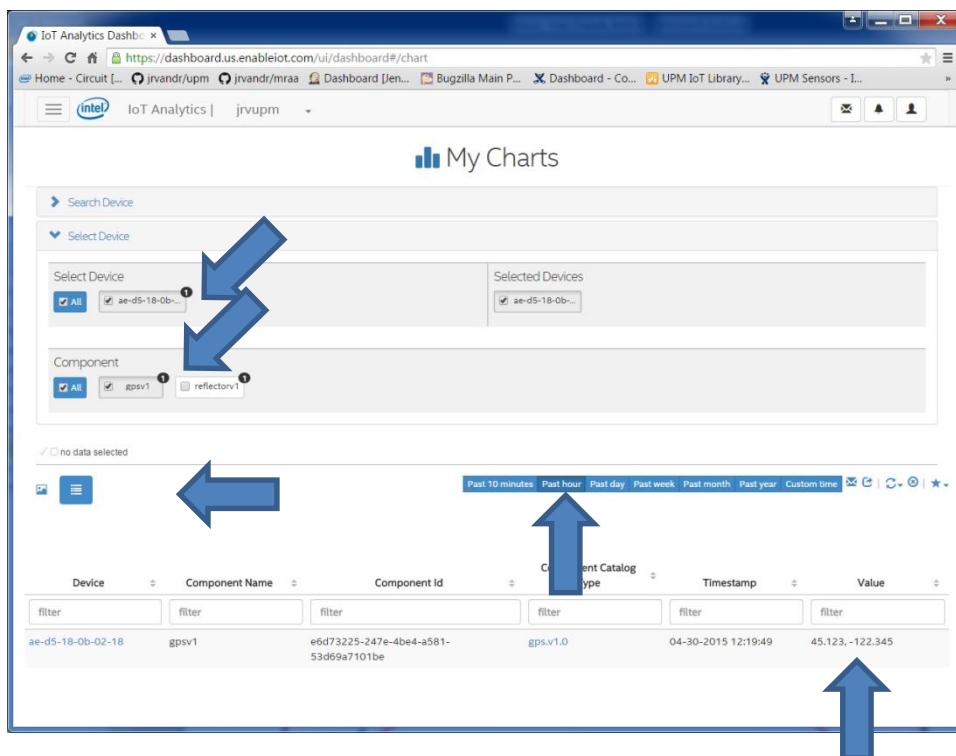 IoT Analytics Dashbo
https://dashboard.us.enableiot.com/ui/dashboard#/chart
Home - Circuit [... jrvandr/upm jrvandr/mraa Dashboard [Jen... Bugzilla Main P... Dashboard - Co... UPM IoT Library... UPM Sensors - I... »
intel IoT Analytics | jrvupm
My Charts
Search Device
Select Device
Select Device Selected Devices
All ae-d5-18-0b-... 1 ae-d5-18-0b-...
Component
All gpsv1 1 reflectorv1 1
no data selected
Past 10 minutes Past hour Past day Past week Past month Past year Custom time
Device Component Name Component Id Catalog Timestamp Value
filter filter filter filter filter filter
ae-d5-18-0b-02-18 gpsv1 e6d73225-247e-4be4-a581- gps.v1.0 04-30-2015 12:19:49 45.123, -122.345
53d69a7101be